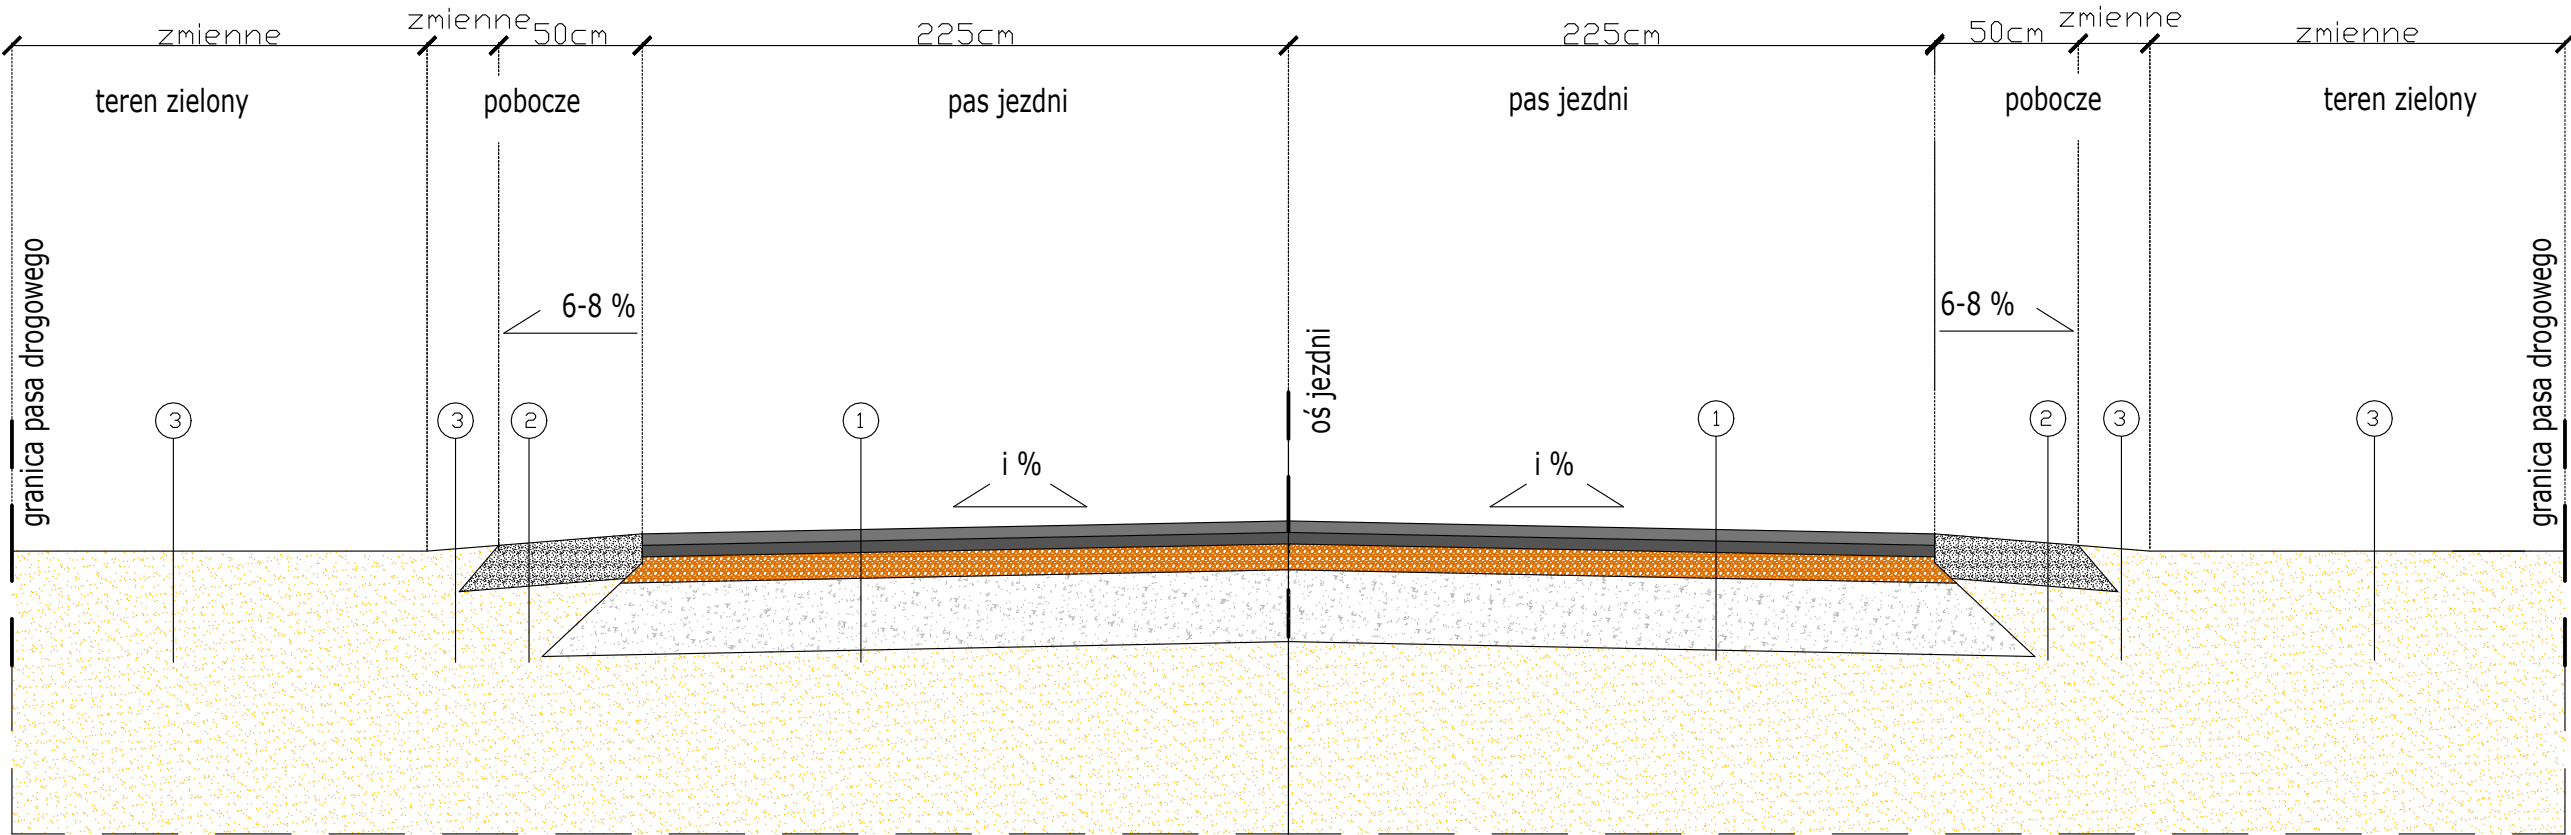 zmienne zmienne 50cm 225cm 225cm 50cm zmienne zmienne
teren zielony pobocze pas jezdni pas jezdni pobocze teren zielony
granica pasa drogowego
6-8 %
oś jezdni
6-8 %
granica pasa drogowego
3 3 2 1 1 2 3 3
i % i %